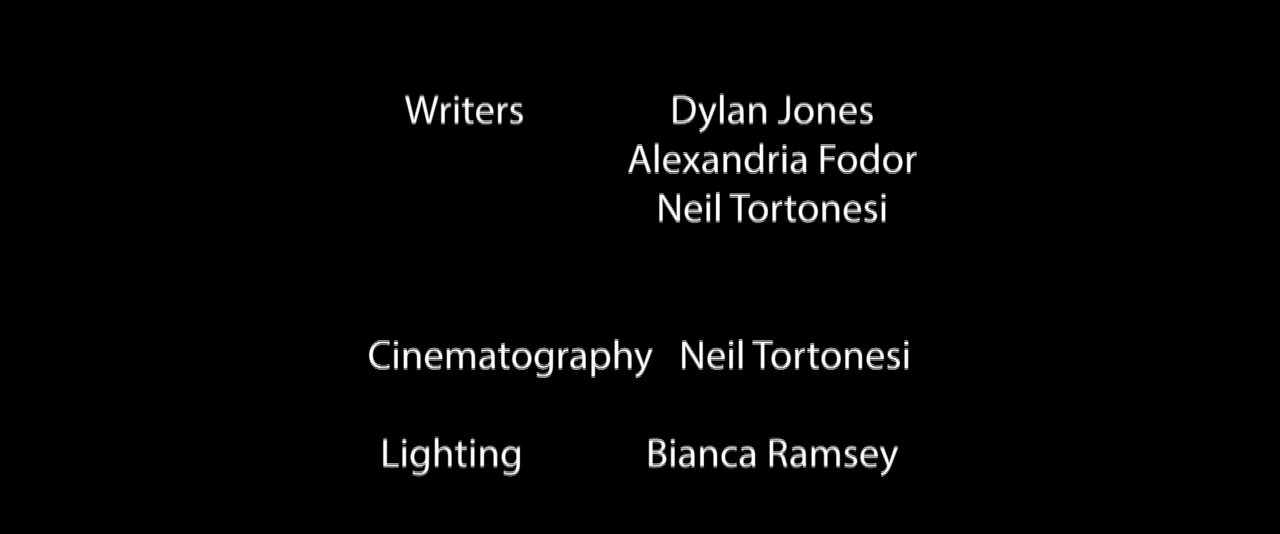 Writers Dylan Jones
Alexandria Fodor
Neil Tortonesi
Cinematography Neil Tortonesi
Lighting Bianca Ramsey